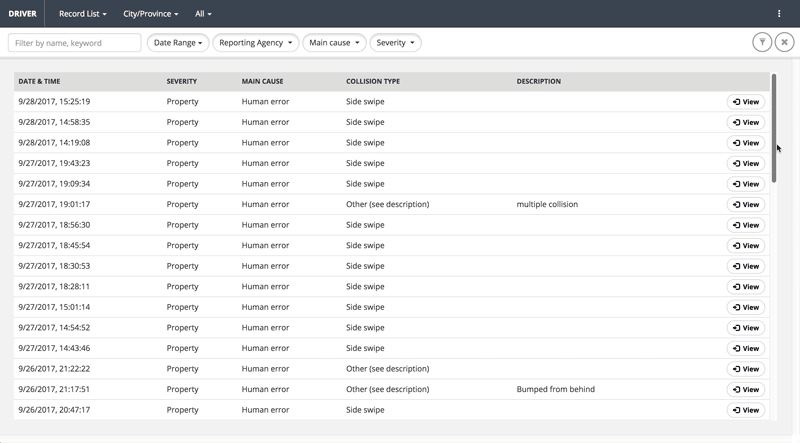 DRIVER Record List City/Province All
Filter by name, keyword Date Range Reporting Agency Main cause Severity
DATE & TIME SEVERITY MAIN CAUSE COLLISION TYPE DESCRIPTION
9/28/2017, 15:25:19 Property Human error Side swipe View
9/28/2017, 14:58:35 Property Human error Side swipe View
9/28/2017, 14:19:08 Property Human error Side swipe View
9/27/2017, 19:43:23 Property Human error Side swipe View
9/27/2017, 19:09:34 Property Human error Side swipe View
9/27/2017, 19:01:17 Property Human error Other (see description) multiple collision View
9/27/2017, 18:56:30 Property Human error Side swipe View
9/27/2017, 18:45:54 Property Human error Side swipe View
9/27/2017, 18:30:53 Property Human error Side swipe View
9/27/2017, 18:28:11 Property Human error Side swipe View
9/27/2017, 15:01:14 Property Human error Side swipe View
9/27/2017, 14:54:52 Property Human error Side swipe View
9/27/2017, 14:43:46 Property Human error Side swipe View
9/26/2017, 21:22:22 Property Human error Other (see description) View
9/26/2017, 21:17:51 Property Human error Other (see description) Bumped from behind View
9/26/2017, 20:47:17 Property Human error Side swipe View